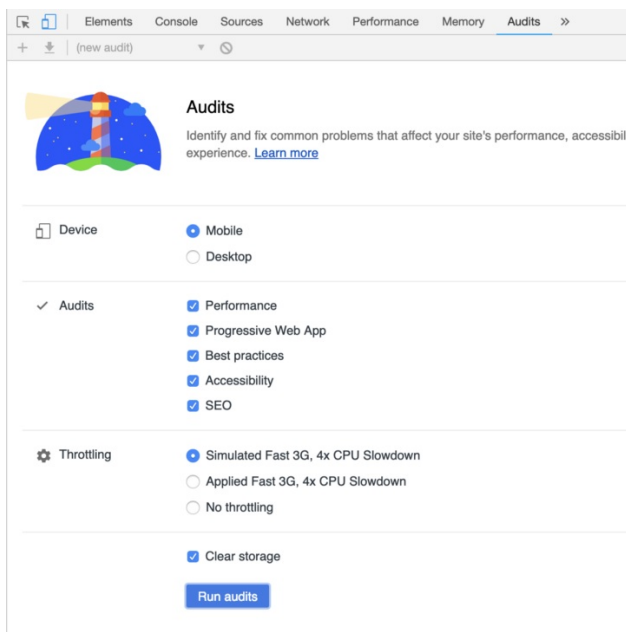 Elements Console Sources Network Performance Memory Audits »
(new audit)
Audits
Identify and fix common problems that affect your site's performance, accessibil
experience. Learn more
Device
Mobile
Desktop
Audits
Performance
Progressive Web App
Best practices
Accessibility
SEO
Throttling
Simulated Fast 3G, 4x CPU Slowdown
Applied Fast 3G, 4x CPU Slowdown
No throttling
Clear storage
Run audits